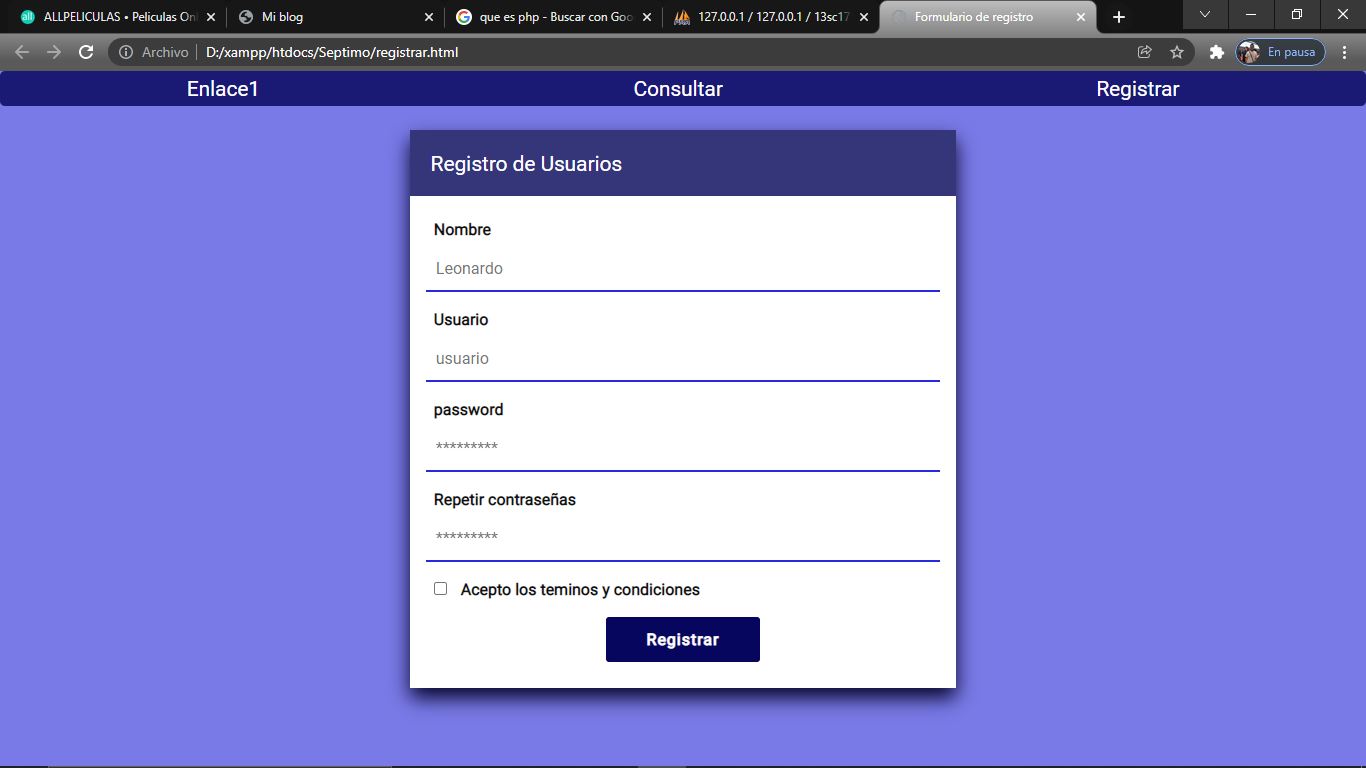 ALLPELICULAS • Peliculas Onl
Mi blog
que es php - Buscar con Goo
127.0.0.1 / 127.0.0.1 / 13sc17
Formulario de registro
Archivo
D:/xampp/htdocs/Septimo/registrar.html
En pausa
Enlace1
Consultar
Registrar
Registro de Usuarios
Nombre
Leonardo
Usuario
usuario
password
*********
Repetir contraseñas
*********
Acepto los teminos y condiciones
Registrar